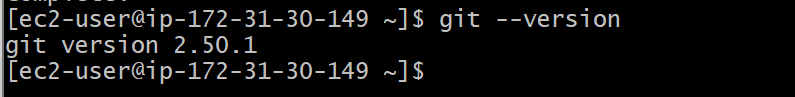 [ec2-user@ip-172-31-30-149 ~]$ git --version
git version 2.50.1
[ec2-user@ip-172-31-30-149 ~]$